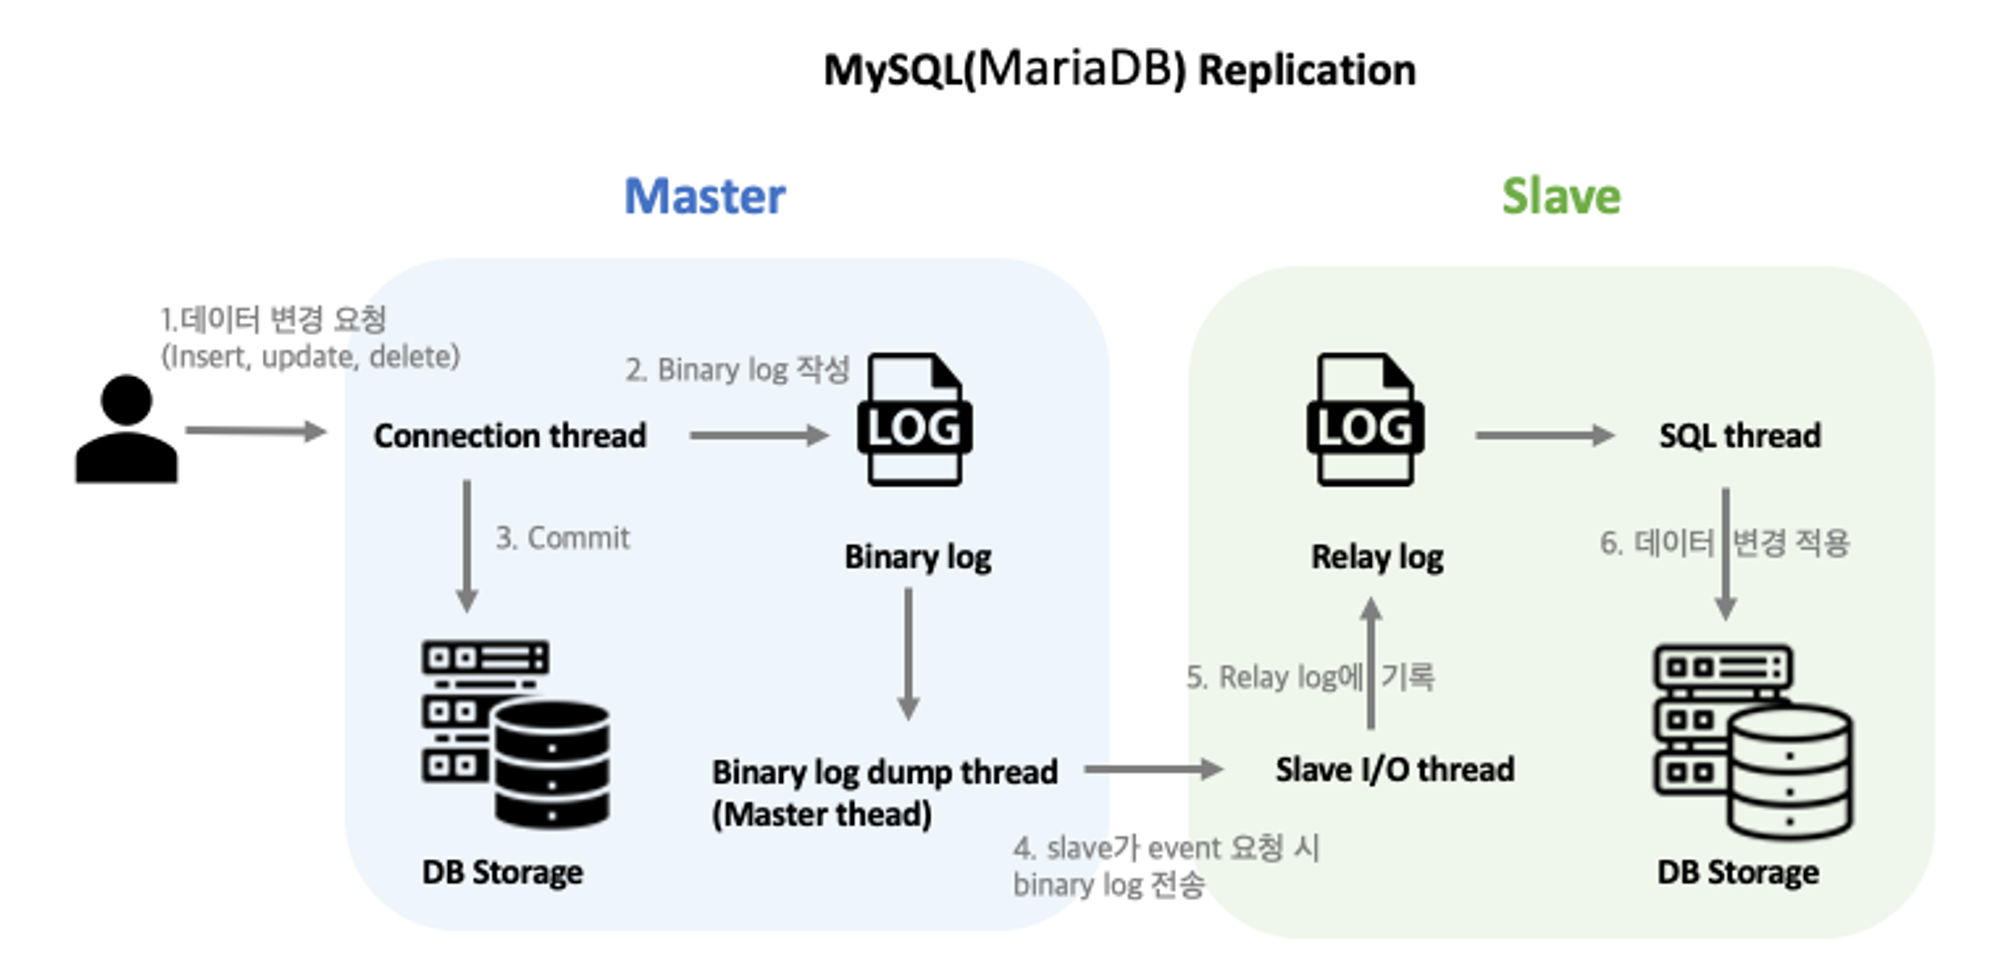 MySQL(MariaDB) Replication
Master
Slave
1.데이터 변경 요청
(Insert, update, delete)
2. Binary log 작성
LOG
LOG
Connection thread
SQL thread
3. Commit
6. 데이터 변경 적용
Binary log
Relay log
5. Relay log에 기록
Binary log dump thread
(Master thead)
Slave I/O thread
4. slave가 event 요청 시
binary log 전송
DB Storage
DB Storage